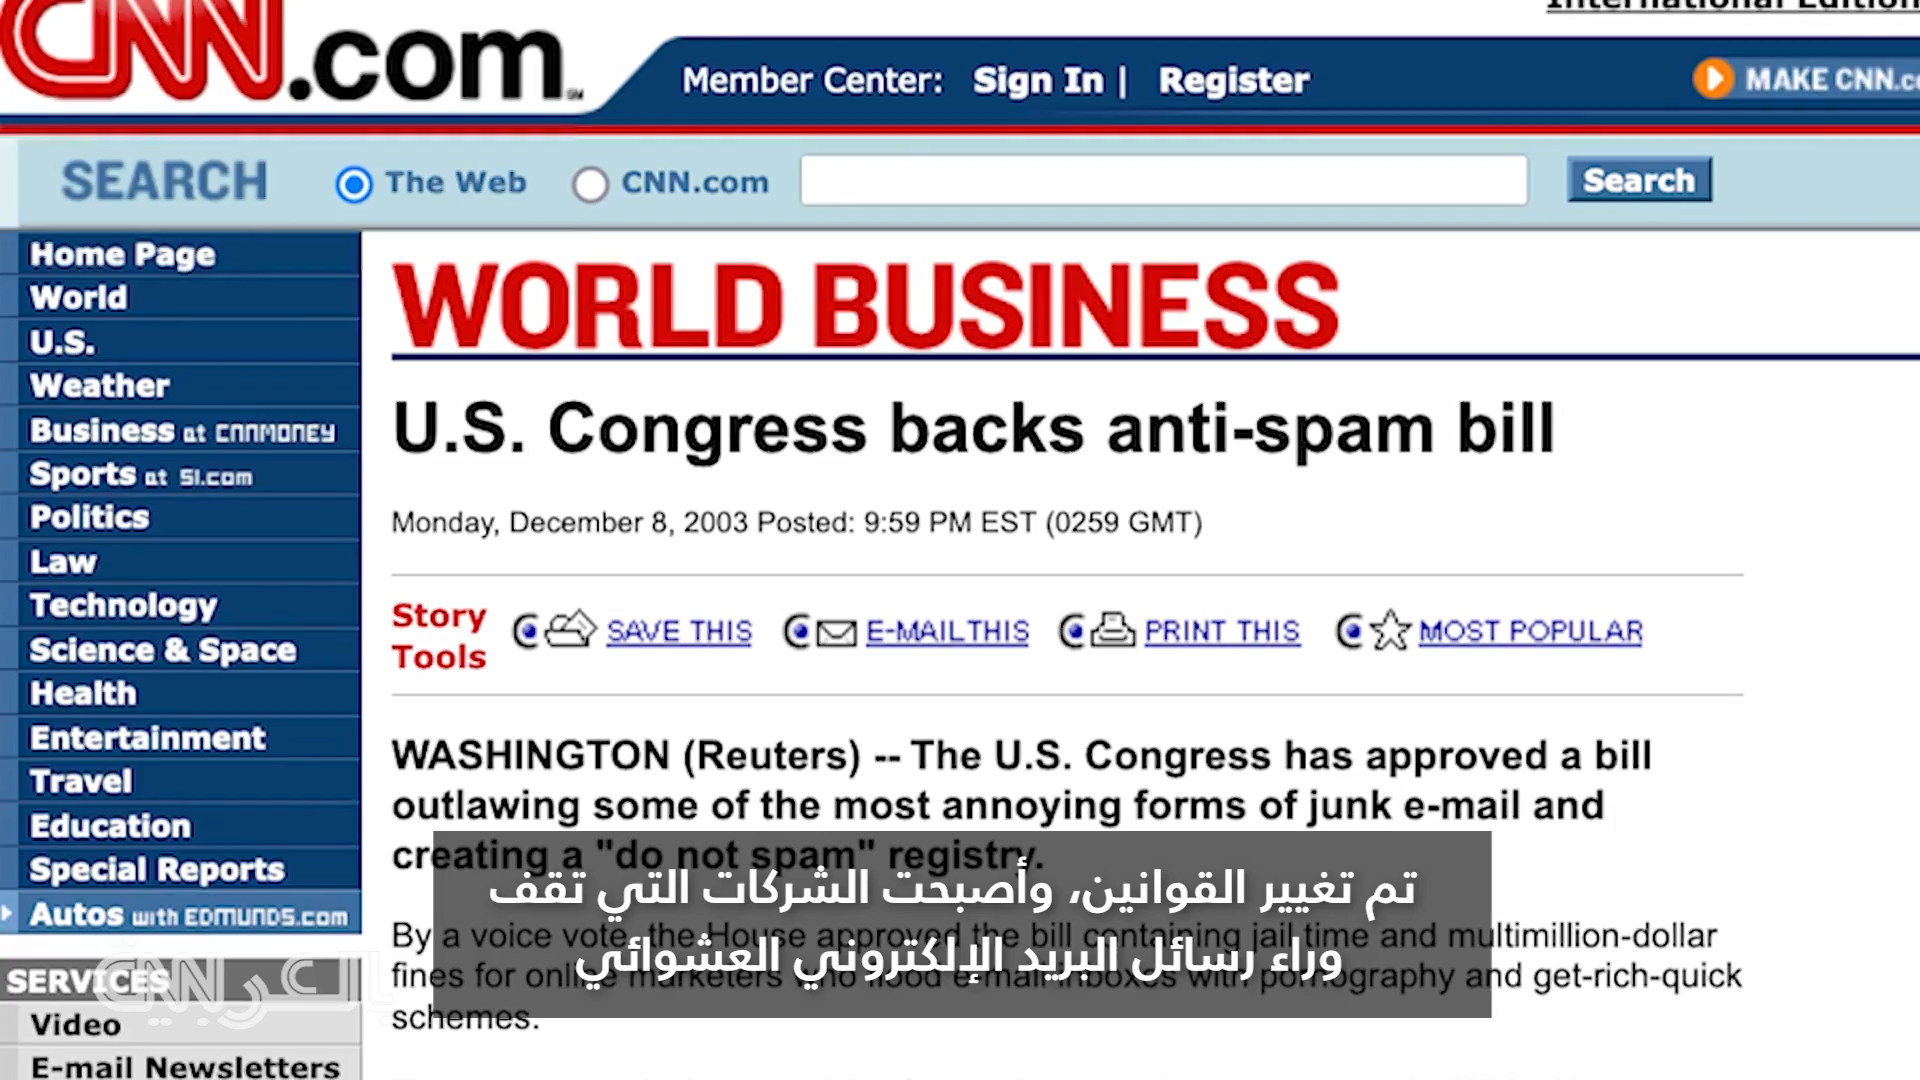 International Edition
CNN.com
Member Center: Sign In | Register
MAKE CNN.co
SEARCH The Web CNN.com Search
Home Page
World
U.S.
Weather
Business at CNNMONEY
Sports at SI.com
Politics
Law
Technology
Science & Space
Health
Entertainment
Travel
Education
Special Reports
Autos with EDMUNDS.com
SERVICES
Video
E-mail Newsletters
WORLD BUSINESS
U.S. Congress backs anti-spam bill
Monday, December 8, 2003 Posted: 9:59 PM EST (0259 GMT)
Story Tools
SAVE THIS E-MAIL THIS PRINT THIS MOST POPULAR
WASHINGTON (Reuters) -- The U.S. Congress has approved a bill
outlawing some of the most annoying forms of junk e-mail and
creating a "do not spam" registry.
By a voice vote, the House approved the bill containing jail time and multimillion-dollar
fines for online marketers who flood e-mail inboxes with pornography and get-rich-quick
schemes.
تم تغيير القوانين، وأصبحت الشركات التي تقف
وراء رسائل البريد الإلكتروني العشوائي
CNN بالعربية